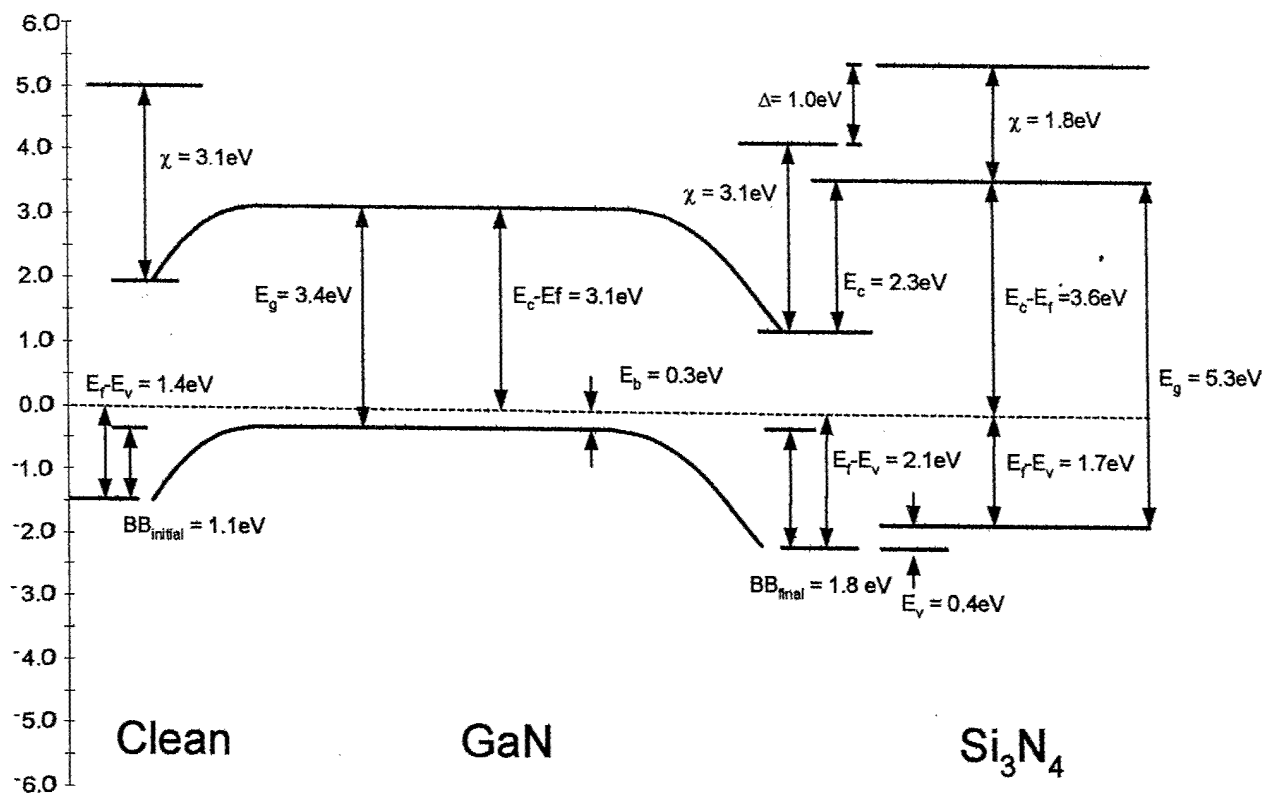 6.0
5.0
4.0
3.0
2.0
1.0
0.0
-1.0
-2.0
-3.0
-4.0
-5.0
-6.0
χ = 3.1eV
E_f-E_v = 1.4eV
BB_initial = 1.1eV
E_g= 3.4eV
E_c-Ef = 3.1eV
E_b = 0.3eV
Δ= 1.0eV
χ = 3.1eV
E_c = 2.3eV
E_f-E_v = 2.1eV
BB_final = 1.8 eV
χ = 1.8eV
E_c-E_f =3.6eV
E_g = 5.3eV
E_f-E_v = 1.7eV
E_v = 0.4eV
Clean
GaN
Si₃N₄